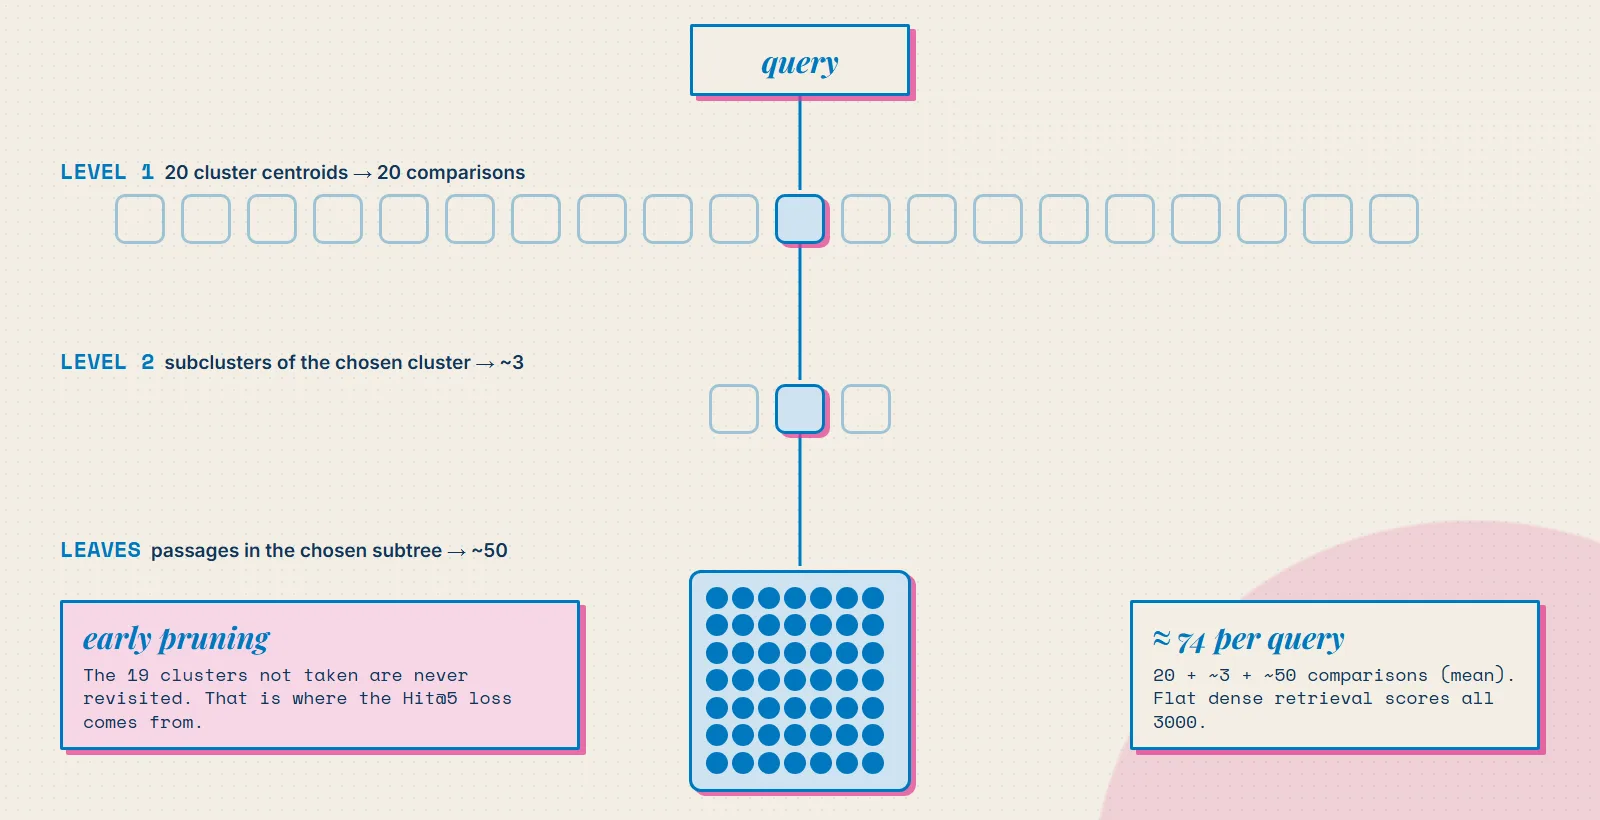 query
LEVEL 1 20 cluster centroids → 20 comparisons
LEVEL 2 subclusters of the chosen cluster → ~3
LEAVES passages in the chosen subtree → ~50
early pruning
The 19 clusters not taken are never
revisited. That is where the Hit@5 loss
comes from.
≈ 74 per query
20 + ~3 + ~50 comparisons (mean).
Flat dense retrieval scores all
3000.